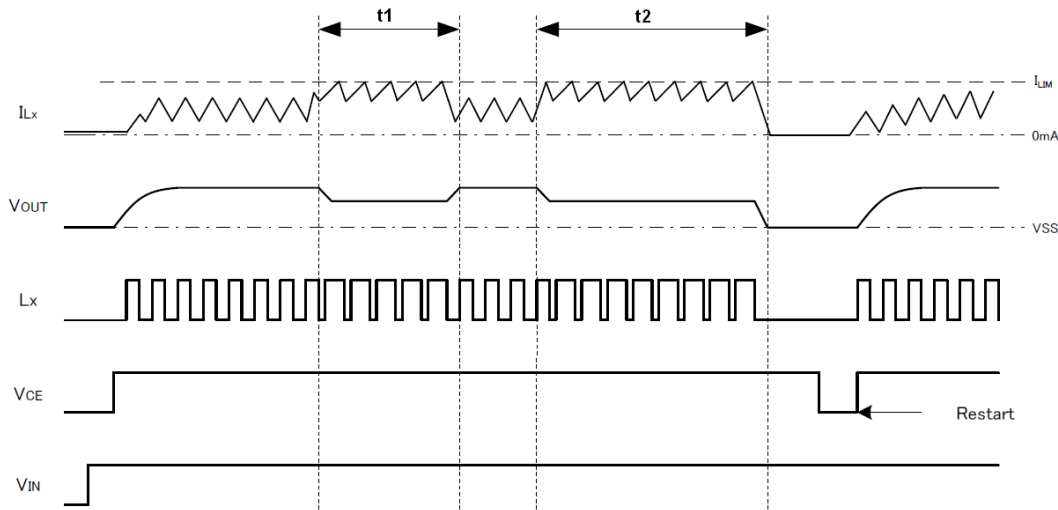 t1
t2
ILx
ILIM
0mA
VOUT
VSS
Lx
VCE
Restart
VIN